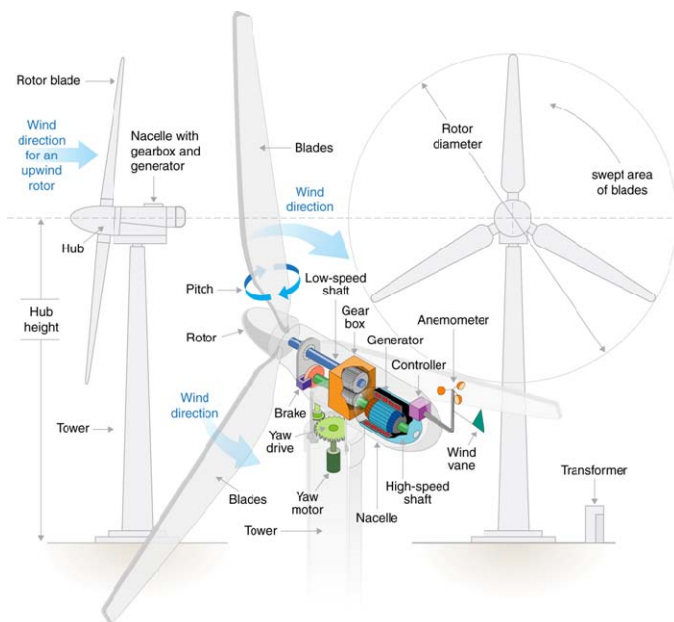 Rotor blade
Wind
direction
for an
upwind
rotor
Nacelle with
gearbox and
generator
Hub
Hub
height
Tower
Blades
Wind
direction
Pitch
Rotor
Low-speed
shaft
Gear
box
Generator
Controller
Anemometer
Wind
direction
Brake
Yaw
drive
Yaw
motor
Blades
Tower
Nacelle
High-speed
shaft
Wind
vane
Rotor
diameter
swept area
of blades
Transformer